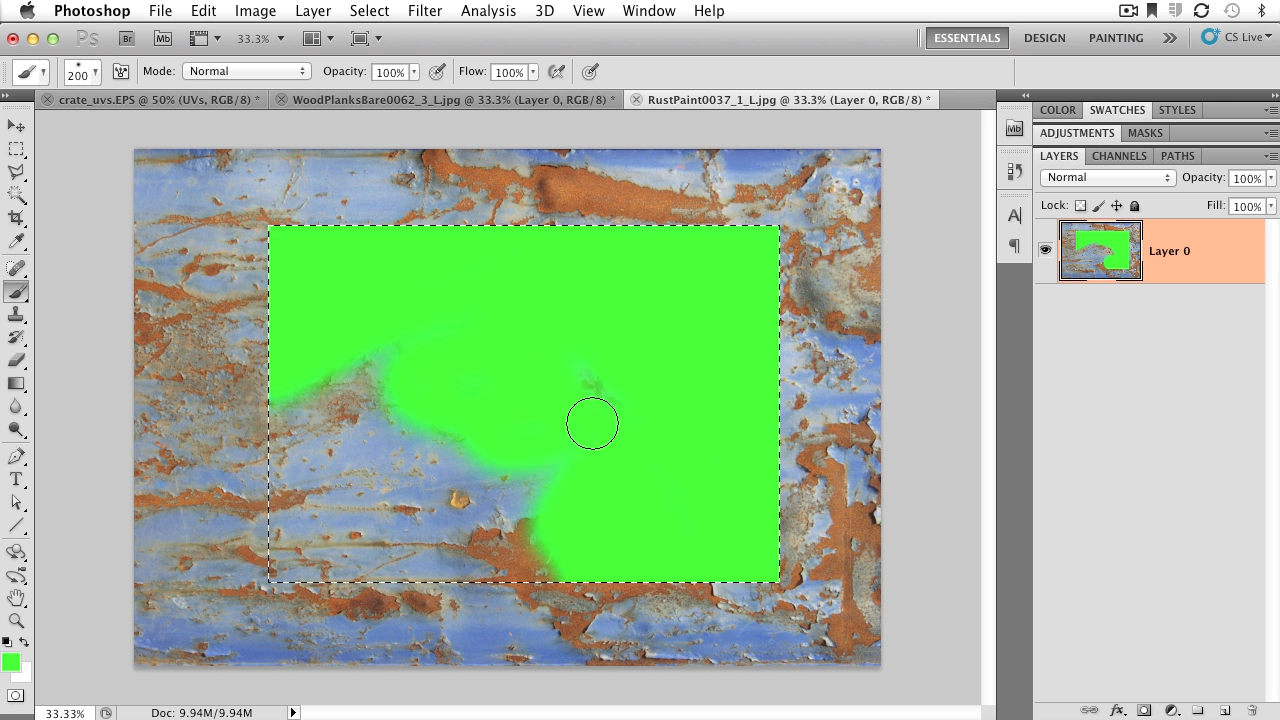 Photoshop File Edit Image Layer Select Filter Analysis 3D View Window Help
Ps Br Mb 33.3% ESSENTIALS DESIGN PAINTING CS Live
200 Mode: Normal Opacity: 100% Flow: 100%
crate_uvs.EPS @ 50% (UVs, RGB/8) * WoodPlanksBare0062_3_L.jpg @ 33.3% (Layer 0, RGB/8) * RustPaint0037_1_L.jpg @ 33.3% (Layer 0, RGB/8) *
COLOR SWATCHES STYLES
Mb
ADJUSTMENTS MASKS
LAYERS CHANNELS PATHS
Normal Opacity: 100%
Lock: Fill: 100%
Layer 0
33.33% Doc: 9.94M/9.94M